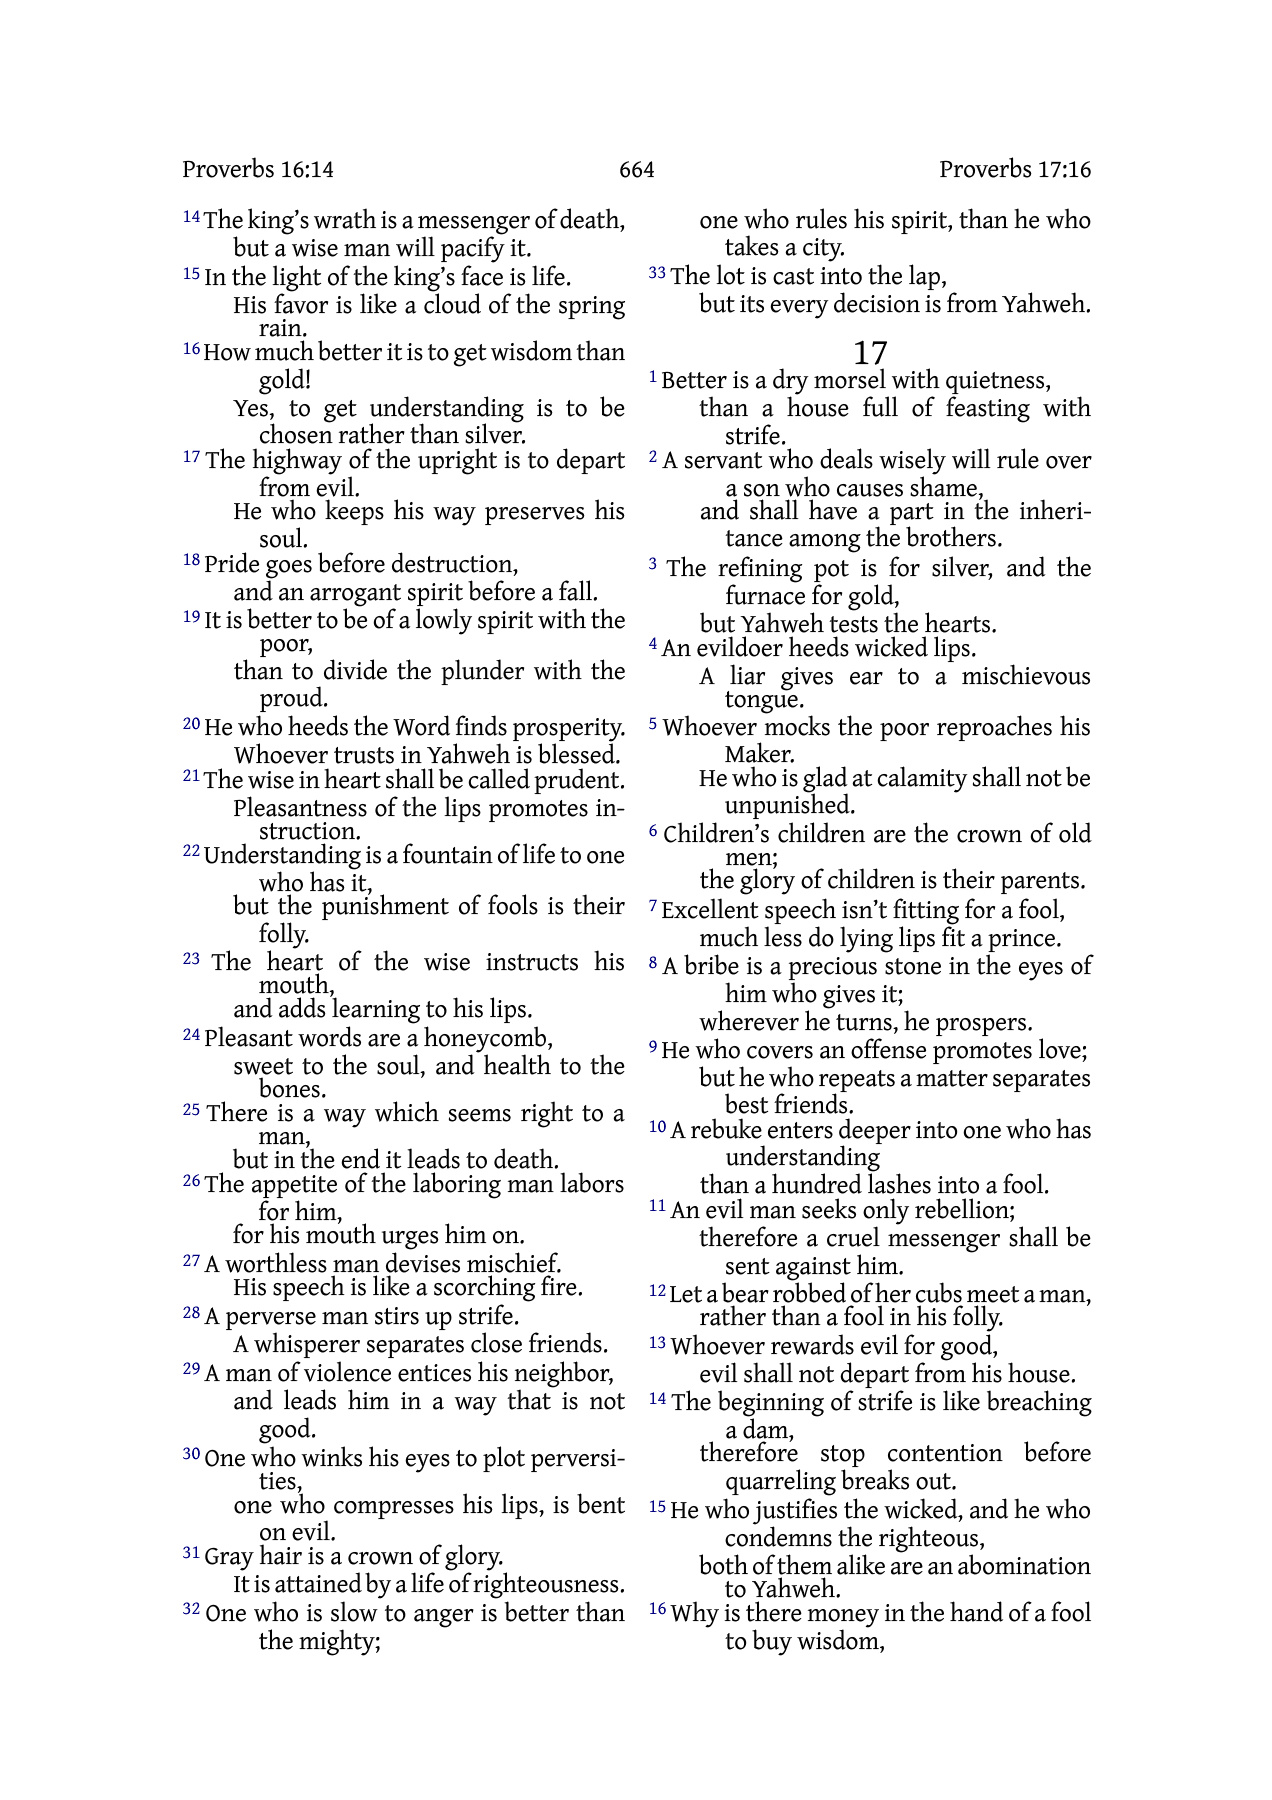 Proverbs 16:14 664 Proverbs 17:16
14 The king’s wrath is a messenger of death,
but a wise man will pacify it.
15 In the light of the king’s face is life.
His favor is like a cloud of the spring
rain.
16 How much better it is to get wisdom than
gold!
Yes, to get understanding is to be
chosen rather than silver.
17 The highway of the upright is to depart
from evil.
He who keeps his way preserves his
soul.
18 Pride goes before destruction,
and an arrogant spirit before a fall.
19 It is better to be of a lowly spirit with the
poor,
than to divide the plunder with the
proud.
20 He who heeds the Word finds prosperity.
Whoever trusts in Yahweh is blessed.
21 The wise in heart shall be called prudent.
Pleasantness of the lips promotes in-
struction.
22 Understanding is a fountain of life to one
who has it,
but the punishment of fools is their
folly.
23 The heart of the wise instructs his
mouth,
and adds learning to his lips.
24 Pleasant words are a honeycomb,
sweet to the soul, and health to the
bones.
25 There is a way which seems right to a
man,
but in the end it leads to death.
26 The appetite of the laboring man labors
for him,
for his mouth urges him on.
27 A worthless man devises mischief.
His speech is like a scorching fire.
28 A perverse man stirs up strife.
A whisperer separates close friends.
29 A man of violence entices his neighbor,
and leads him in a way that is not
good.
30 One who winks his eyes to plot perversi-
ties,
one who compresses his lips, is bent
on evil.
31 Gray hair is a crown of glory.
It is attained by a life of righteousness.
32 One who is slow to anger is better than
the mighty;
one who rules his spirit, than he who
takes a city.
33 The lot is cast into the lap,
but its every decision is from Yahweh.
17
1 Better is a dry morsel with quietness,
than a house full of feasting with
strife.
2 A servant who deals wisely will rule over
a son who causes shame,
and shall have a part in the inheri-
tance among the brothers.
3 The refining pot is for silver, and the
furnace for gold,
but Yahweh tests the hearts.
4 An evildoer heeds wicked lips.
A liar gives ear to a mischievous
tongue.
5 Whoever mocks the poor reproaches his
Maker.
He who is glad at calamity shall not be
unpunished.
6 Children’s children are the crown of old
men;
the glory of children is their parents.
7 Excellent speech isn’t fitting for a fool,
much less do lying lips fit a prince.
8 A bribe is a precious stone in the eyes of
him who gives it;
wherever he turns, he prospers.
9 He who covers an offense promotes love;
but he who repeats a matter separates
best friends.
10 A rebuke enters deeper into one who has
understanding
than a hundred lashes into a fool.
11 An evil man seeks only rebellion;
therefore a cruel messenger shall be
sent against him.
12 Let a bear robbed of her cubs meet a man,
rather than a fool in his folly.
13 Whoever rewards evil for good,
evil shall not depart from his house.
14 The beginning of strife is like breaching
a dam,
therefore stop contention before
quarreling breaks out.
15 He who justifies the wicked, and he who
condemns the righteous,
both of them alike are an abomination
to Yahweh.
16 Why is there money in the hand of a fool
to buy wisdom,